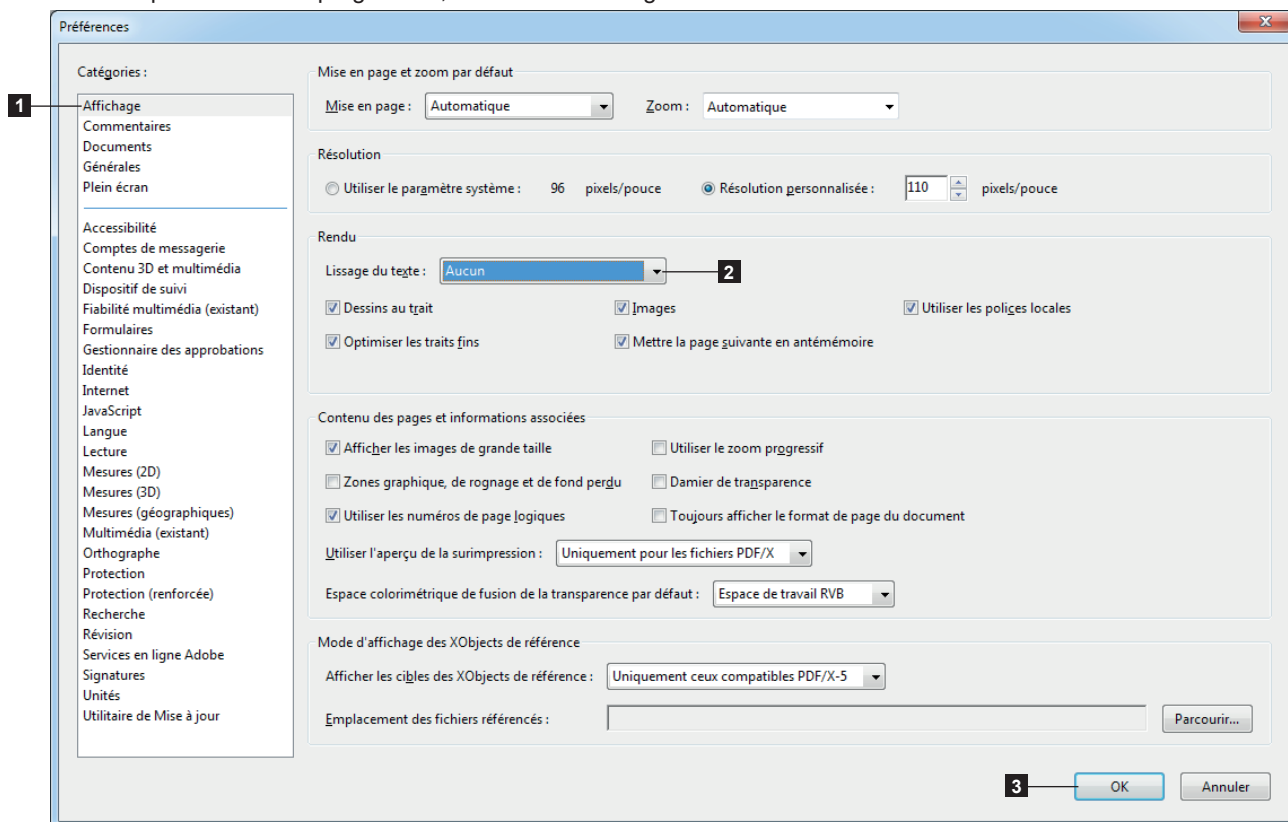 Préférences
Catégories :
1
Affichage
Commentaires
Documents
Générales
Plein écran
Accessibilité
Comptes de messagerie
Contenu 3D et multimédia
Dispositif de suivi
Fiabilité multimédia (existant)
Formulaires
Gestionnaire des approbations
Identité
Internet
JavaScript
Langue
Lecture
Mesures (2D)
Mesures (3D)
Mesures (géographiques)
Multimédia (existant)
Orthographe
Protection
Protection (renforcée)
Recherche
Révision
Services en ligne Adobe
Signatures
Unités
Utilitaire de Mise à jour
Mise en page et zoom par défaut
Mise en page : Automatique Zoom : Automatique
Résolution
Utiliser le paramètre système : 96 pixels/pouce Résolution personnalisée : 110 pixels/pouce
Rendu
Lissage du texte : Aucun 2
Dessins au trait Images Utiliser les polices locales
Optimiser les traits fins Mettre la page suivante en antémémoire
Contenu des pages et informations associées
Afficher les images de grande taille Utiliser le zoom progressif
Zones graphique, de rognage et de fond perdu Damier de transparence
Utiliser les numéros de page logiques Toujours afficher le format de page du document
Utiliser l'aperçu de la surimpression : Uniquement pour les fichiers PDF/X
Espace colorimétrique de fusion de la transparence par défaut : Espace de travail RVB
Mode d'affichage des XObjects de référence
Afficher les cibles des XObjects de référence : Uniquement ceux compatibles PDF/X-5
Emplacement des fichiers référencés : Parcourir...
3 OK Annuler